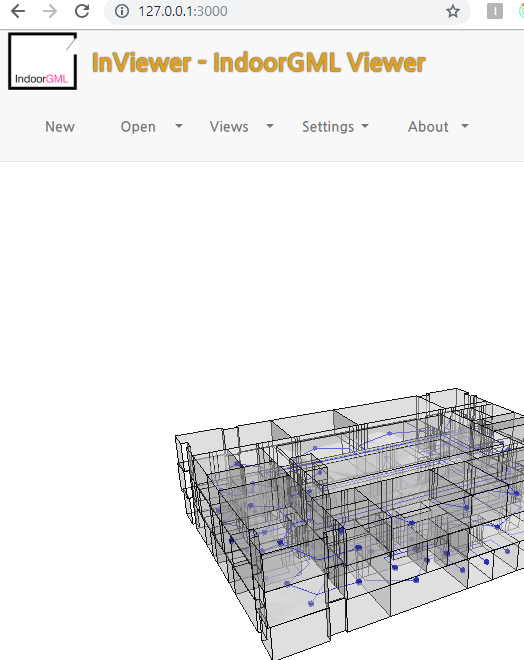 127.0.0.1:3000
I
IndoorGML
InViewer - IndoorGML Viewer
New Open Views Settings About